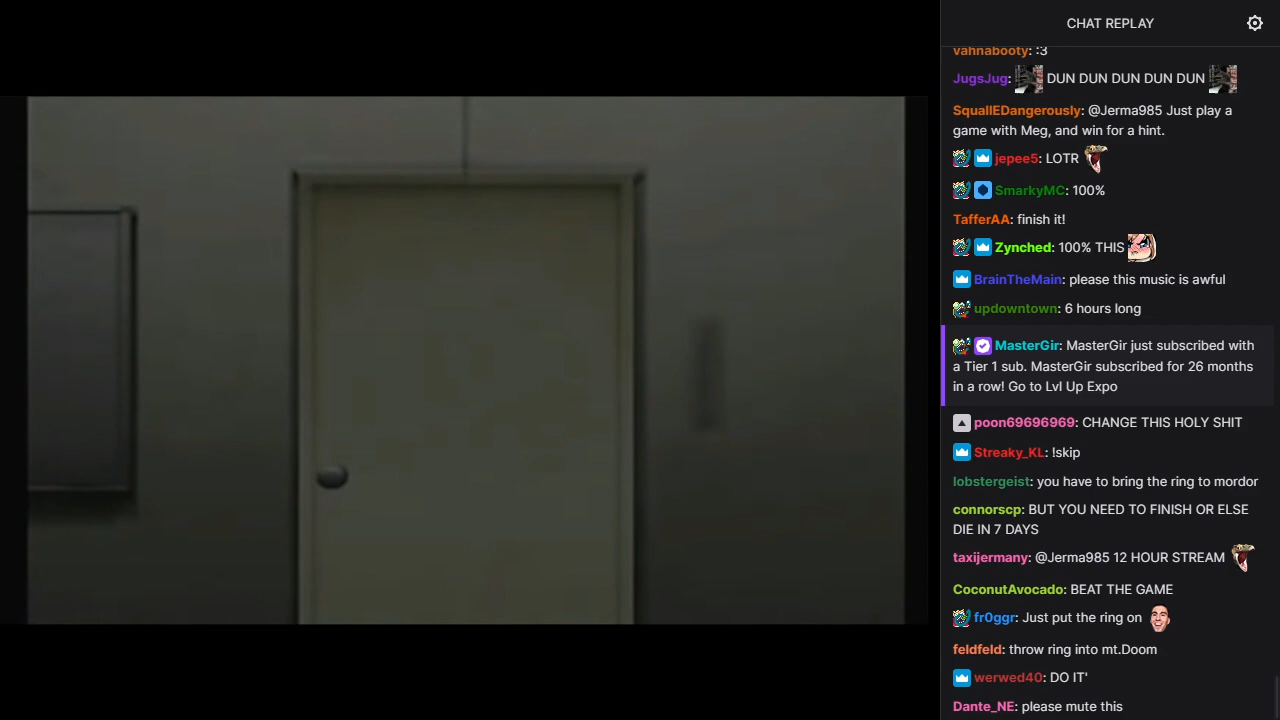 CHAT REPLAY
vahnabooty: :3
JugsJug: DUN DUN DUN DUN DUN
SquallEDangerously: @Jerma985 Just play a
game with Meg, and win for a hint.
jepee5: LOTR
SmarkyMC: 100%
TafferAA: finish it!
Zynched: 100% THIS
BrainTheMain: please this music is awful
updowntown: 6 hours long
MasterGir: MasterGir just subscribed with
a Tier 1 sub. MasterGir subscribed for 26 months
in a row! Go to Lvl Up Expo
poon69696969: CHANGE THIS HOLY SHIT
Streaky_KL: !skip
lobstergeist: you have to bring the ring to mordor
connorscp: BUT YOU NEED TO FINISH OR ELSE
DIE IN 7 DAYS
taxijermany: @Jerma985 12 HOUR STREAM
CoconutAvocado: BEAT THE GAME
fr0ggr: Just put the ring on
feldfeld: throw ring into mt.Doom
werwed40: DO IT'
Dante_NE: please mute this